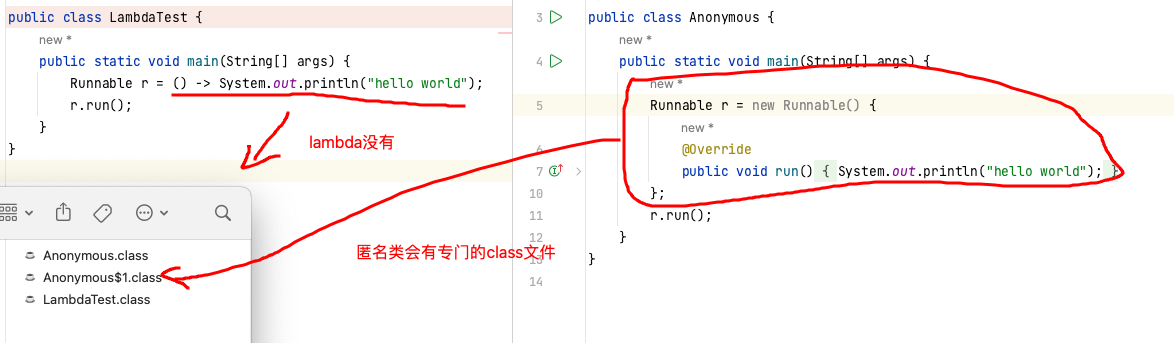 public class LambdaTest {
new *
public static void main(String[] args) {
Runnable r = () -> System.out.println("hello world");
r.run();
}
}
lambda没有
Anonymous.class
Anonymous$1.class
LambdaTest.class
匿名类会有专门的class文件
3 public class Anonymous {
new *
4 public static void main(String[] args) {
new *
5 Runnable r = new Runnable() {
new *
6 @Override
7 public void run() { System.out.println("hello world"); }
10 };
11 r.run();
12 }
13 }
14